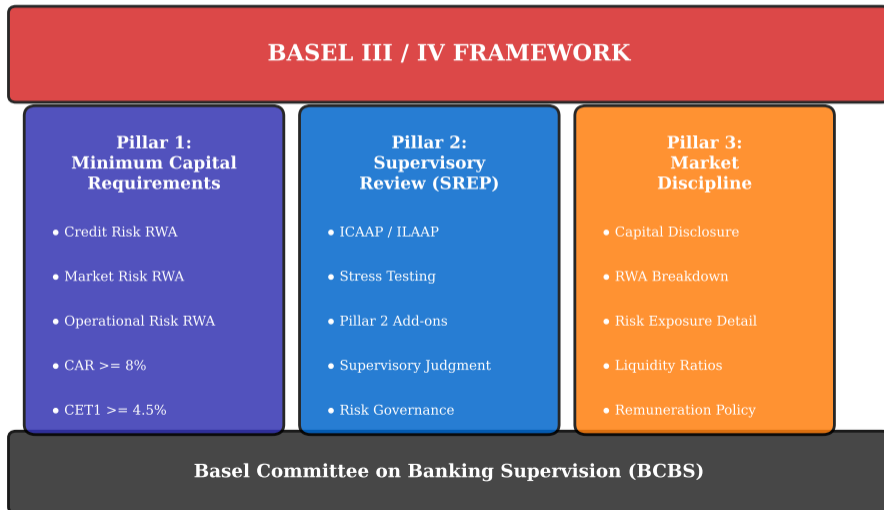 BASEL III / IV FRAMEWORK
Pillar 1:
Minimum Capital
Requirements
• Credit Risk RWA
• Market Risk RWA
• Operational Risk RWA
• CAR >= 8%
• CET1 >= 4.5%
Pillar 2:
Supervisory
Review (SREP)
• ICAAP / ILAAP
• Stress Testing
• Pillar 2 Add-ons
• Supervisory Judgment
• Risk Governance
Pillar 3:
Market
Discipline
• Capital Disclosure
• RWA Breakdown
• Risk Exposure Detail
• Liquidity Ratios
• Remuneration Policy
Basel Committee on Banking Supervision (BCBS)